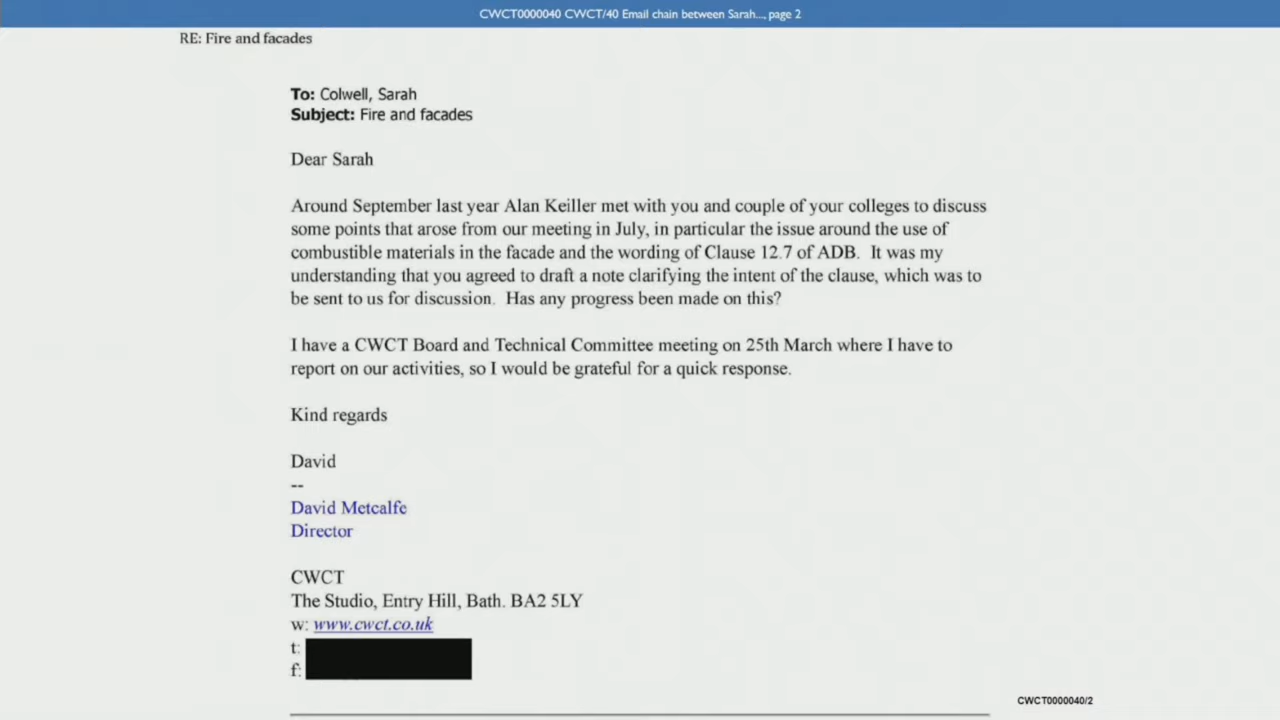 CWCT0000040 CWCT/40 Email chain between Sarah..., page 2
RE: Fire and facades
To: Colwell, Sarah
Subject: Fire and facades
Dear Sarah
Around September last year Alan Keiller met with you and couple of your colleges to discuss
some points that arose from our meeting in July, in particular the issue around the use of
combustible materials in the facade and the wording of Clause 12.7 of ADB. It was my
understanding that you agreed to draft a note clarifying the intent of the clause, which was to
be sent to us for discussion. Has any progress been made on this?
I have a CWCT Board and Technical Committee meeting on 25th March where I have to
report on our activities, so I would be grateful for a quick response.
Kind regards
David
--
David Metcalfe
Director
CWCT
The Studio, Entry Hill, Bath. BA2 5LY
w: www.cwct.co.uk
t:
f:
CWCT0000040/2